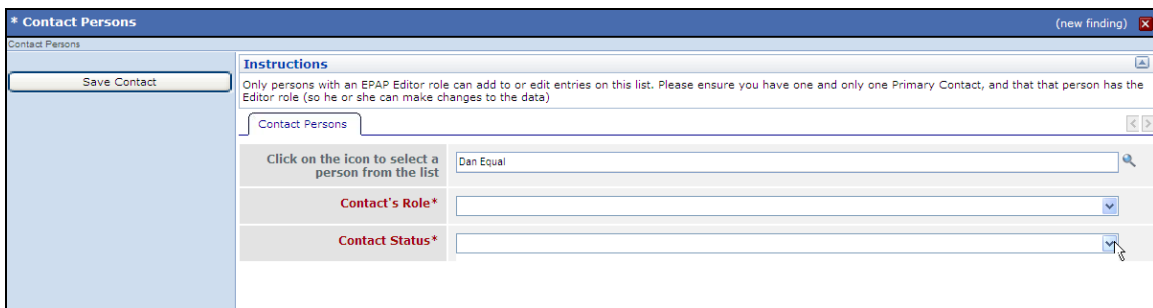 * Contact Persons
(new finding)
Contact Persons
Save Contact
Instructions
Only persons with an EPAP Editor role can add to or edit entries on this list. Please ensure you have one and only one Primary Contact, and that that person has the
Editor role (so he or she can make changes to the data)
Contact Persons
Click on the icon to select a
person from the list
Dan Equal
Contact's Role*
Contact Status*